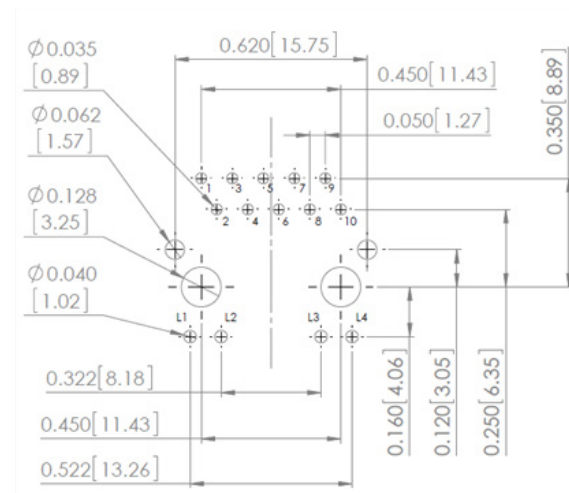 0.620[15.75]
Ø0.035
[0.89]
0.450[11.43]
Ø0.062
[1.57]
0.050[1.27]
0.350[8.89]
1 3 5 7 9
Ø0.128
[3.25]
2 4 6 8 10
Ø0.040
[1.02]
L1 L2 L3 L4
0.322[8.18]
0.450[11.43]
0.522[13.26]
0.160[4.06]
0.120[3.05]
0.250[6.35]